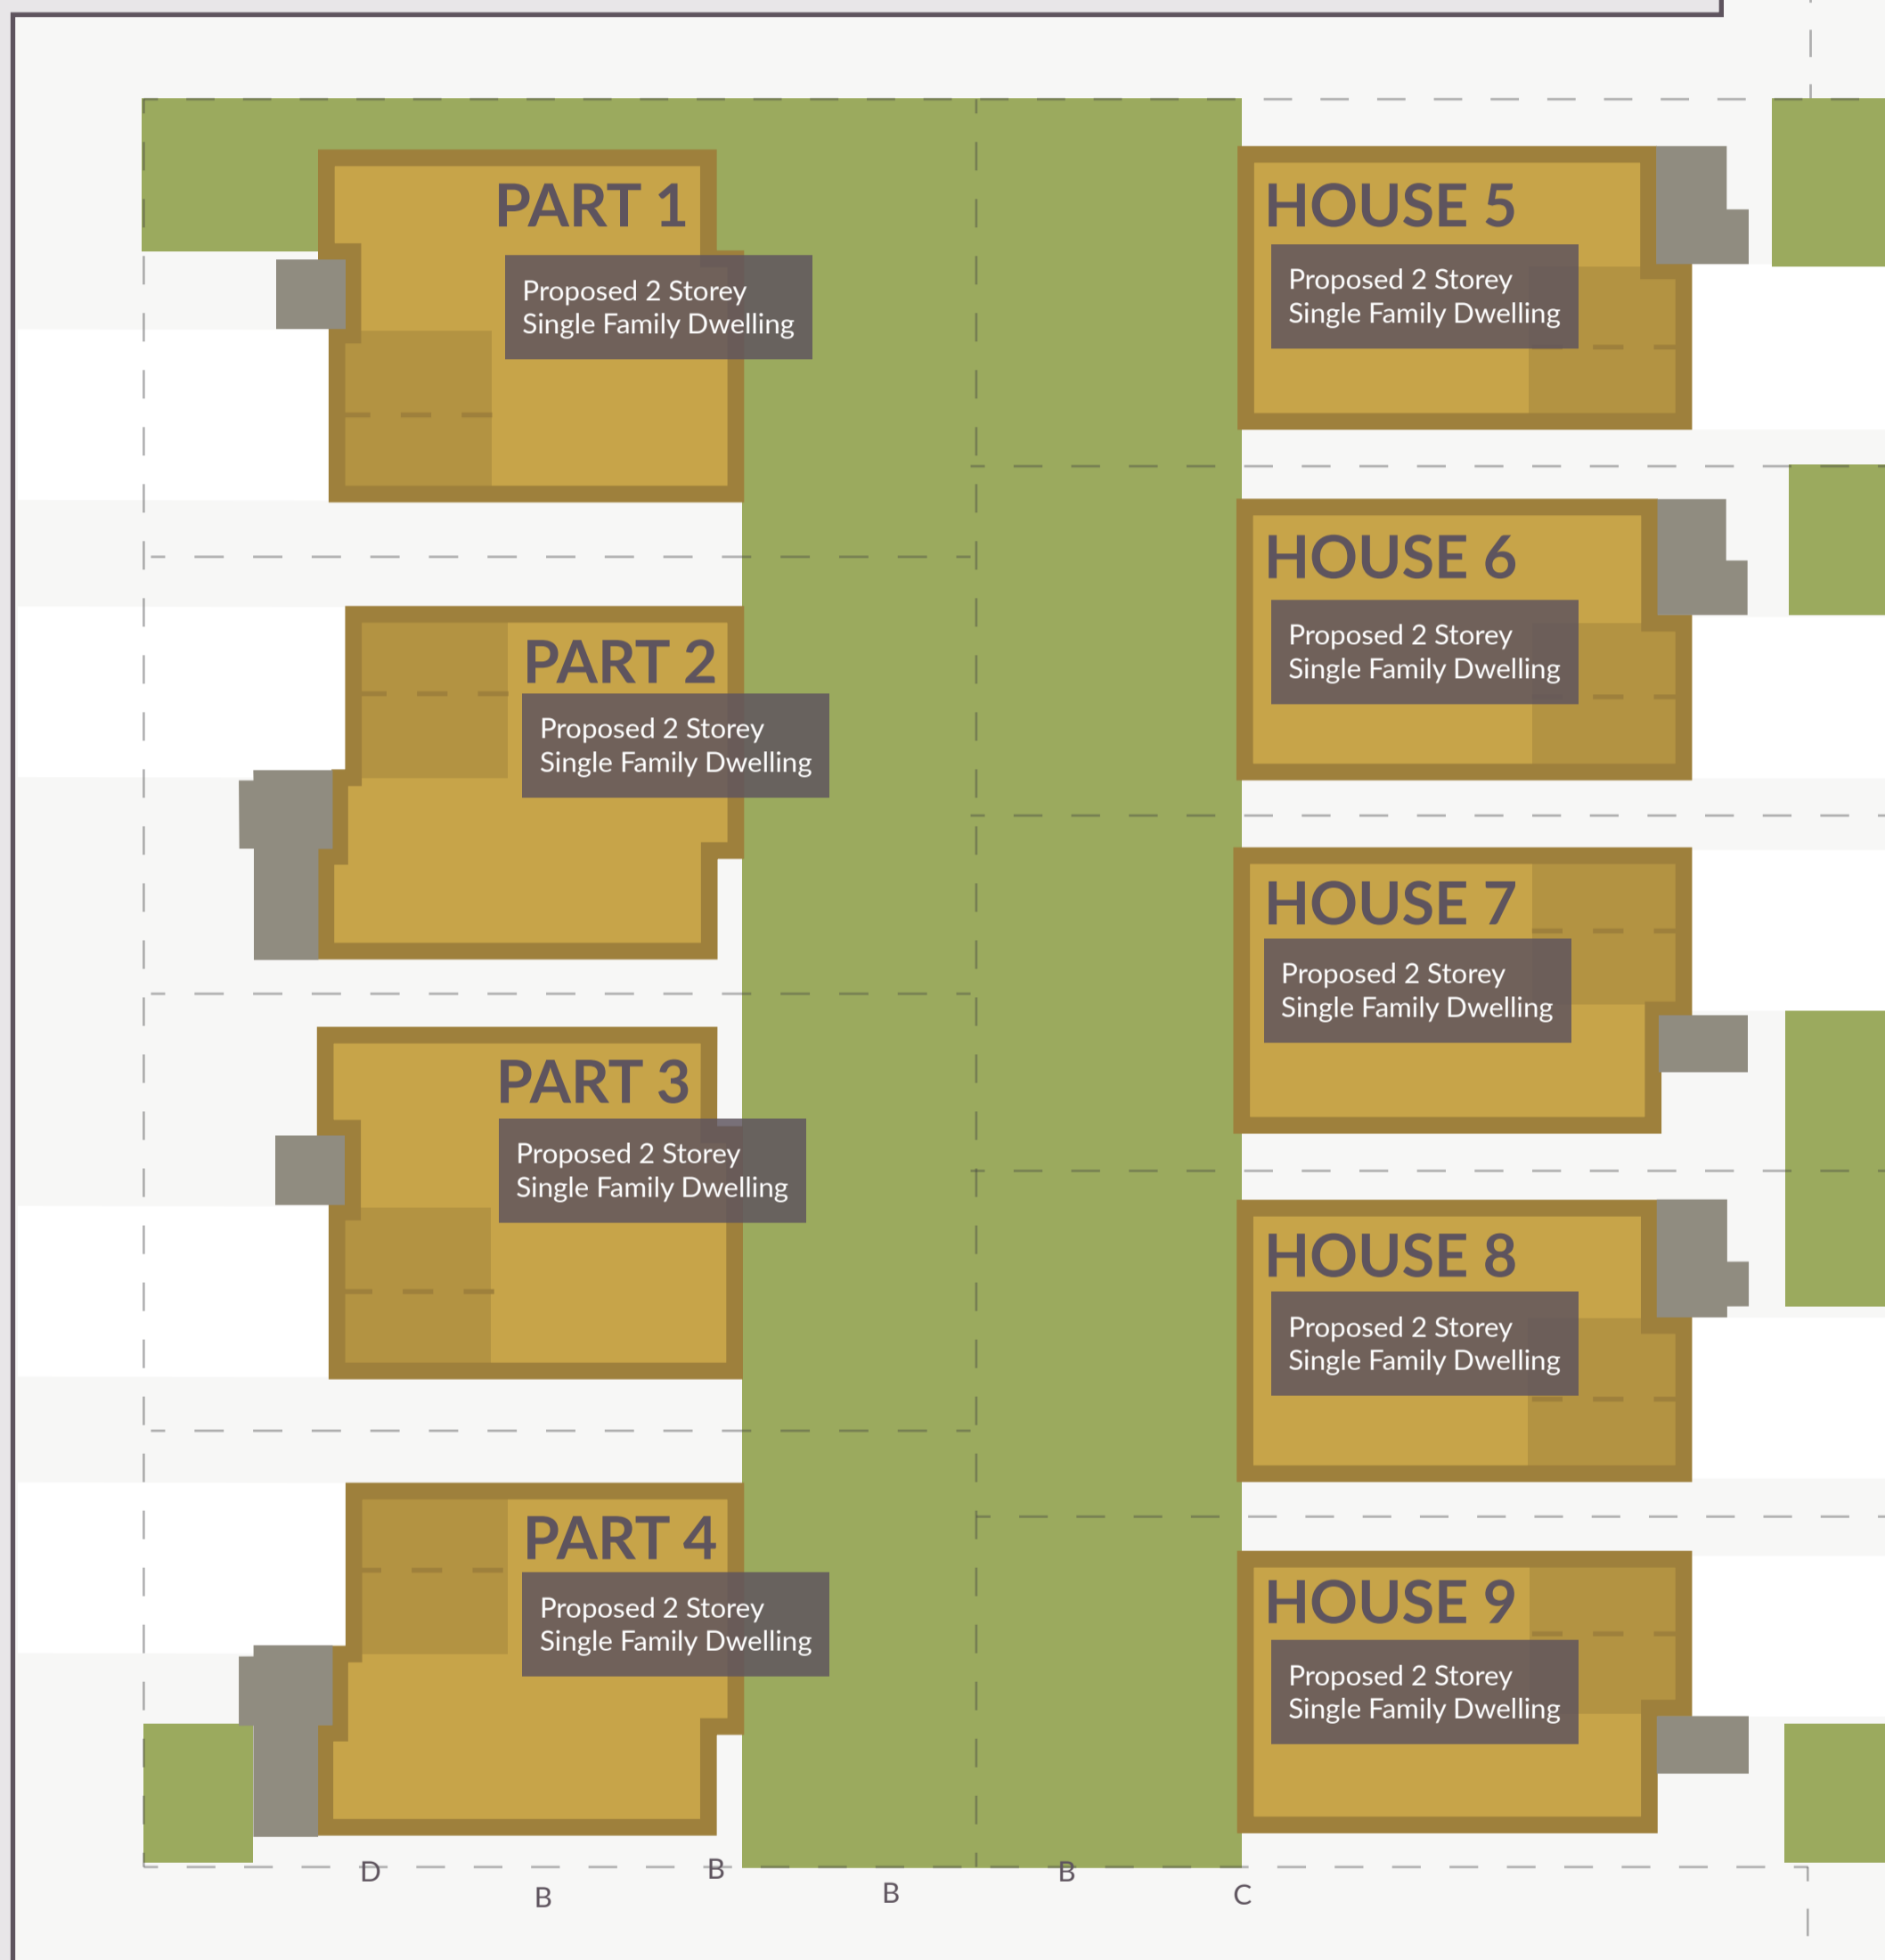 PART 1
Proposed 2 Storey
Single Family Dwelling
PART 2
Proposed 2 Storey
Single Family Dwelling
PART 3
Proposed 2 Storey
Single Family Dwelling
PART 4
Proposed 2 Storey
Single Family Dwelling
HOUSE 5
Proposed 2 Storey
Single Family Dwelling
HOUSE 6
Proposed 2 Storey
Single Family Dwelling
HOUSE 7
Proposed 2 Storey
Single Family Dwelling
HOUSE 8
Proposed 2 Storey
Single Family Dwelling
HOUSE 9
Proposed 2 Storey
Single Family Dwelling
D
B
B
B
B
C